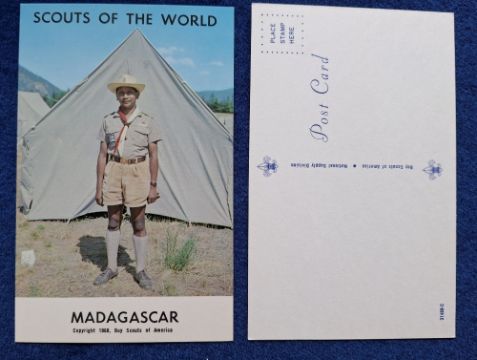 SCOUTS OF THE WORLD
MADAGASCAR
Copyright 1968, Boy Scouts of America
PLACE
STAMP
HERE
Post Card
Boy Scouts of America
National Supply Division